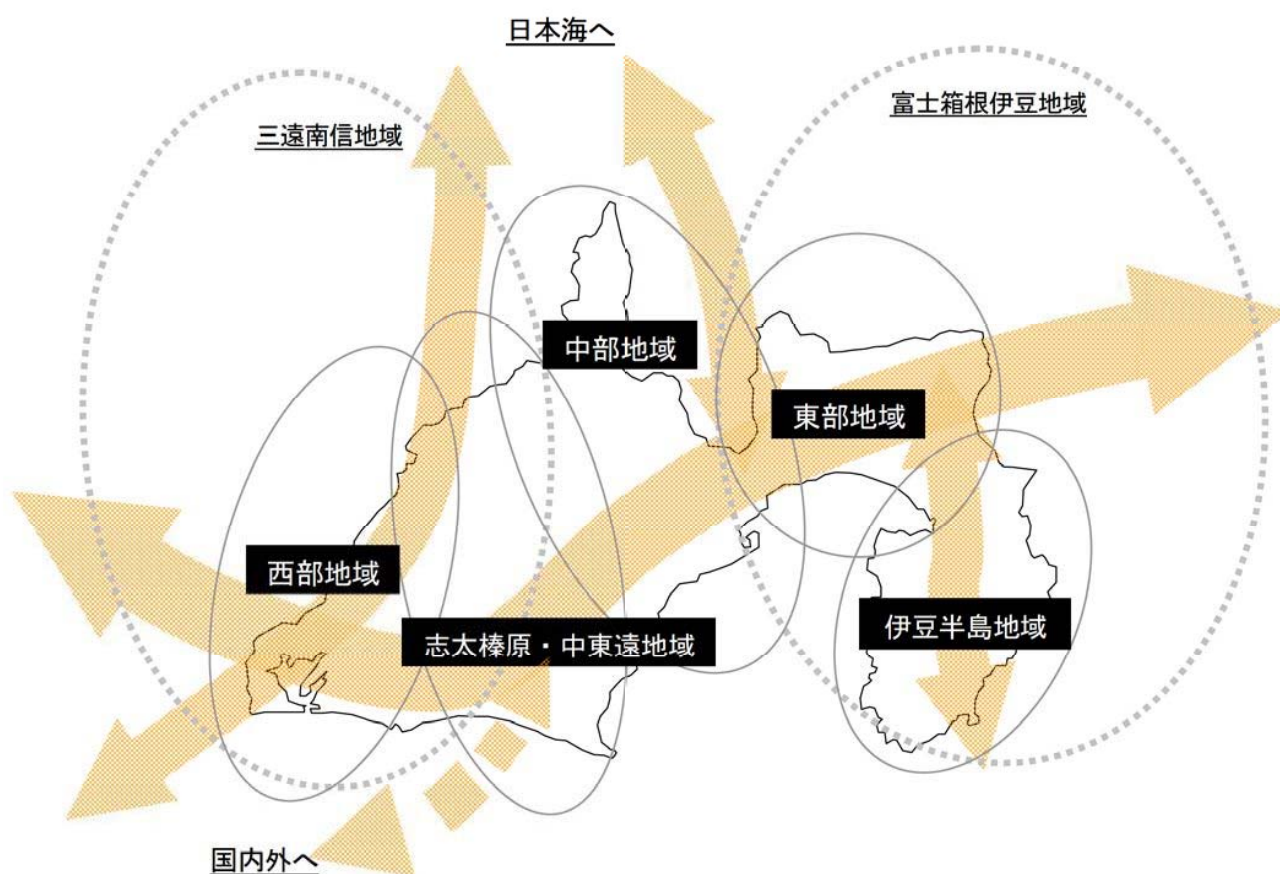 日本海へ
富士箱根伊豆地域
三遠南信地域
中部地域
東部地域
西部地域
志太榛原・中東遠地域
伊豆半島地域
国内外へ